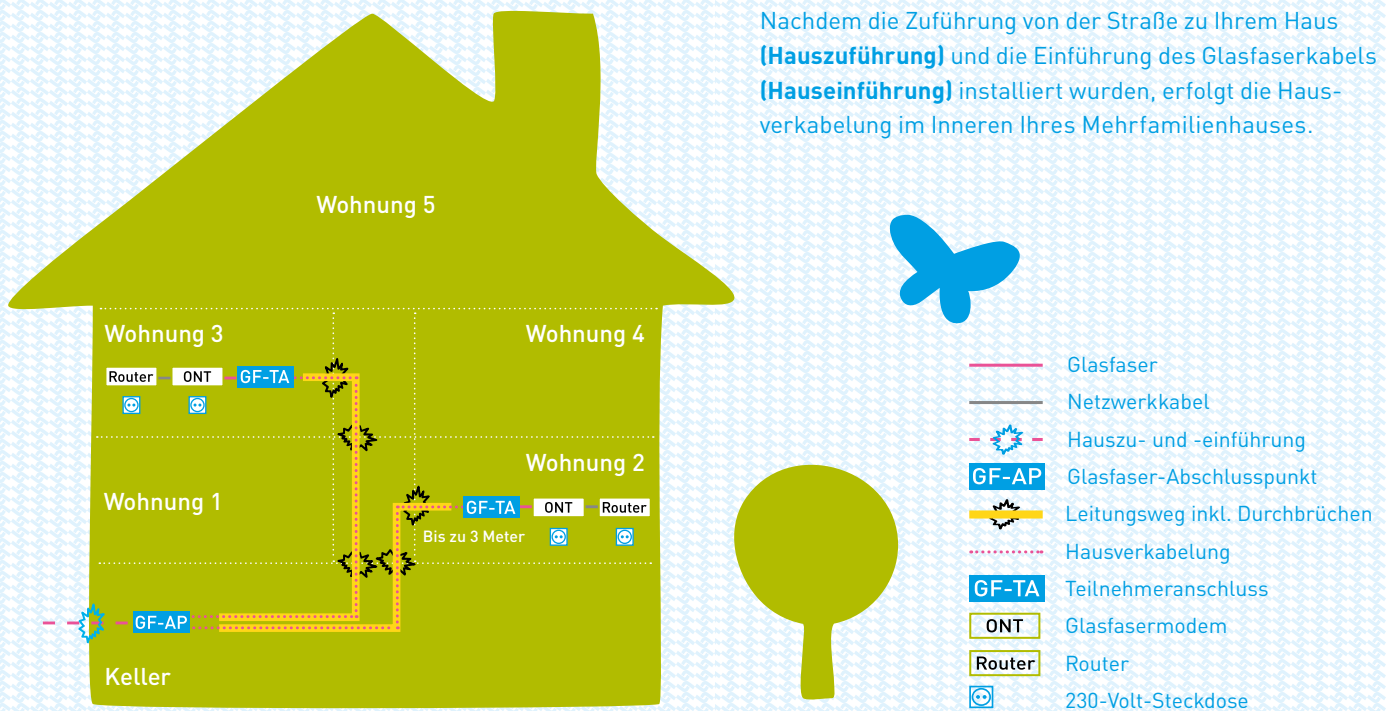 Nachdem die Zuführung von der Straße zu Ihrem Haus
(Hauszuführung) und die Einführung des Glasfaserkabels
(Hauseinführung) installiert wurden, erfolgt die Haus-
verkabelung im Inneren Ihres Mehrfamilienhauses.
Wohnung 5
Wohnung 3
Wohnung 4
Router
ONT
GF-TA
Wohnung 2
Wohnung 1
GF-TA
ONT
Router
Bis zu 3 Meter
GF-AP
Keller
Glasfaser
Netzwerkkabel
Hauszu- und -einführung
GF-AP Glasfaser-Abschlusspunkt
Leitungsweg inkl. Durchbrüchen
Hausverkabelung
GF-TA Teilnehmeranschluss
ONT Glasfasermodem
Router Router
230-Volt-Steckdose